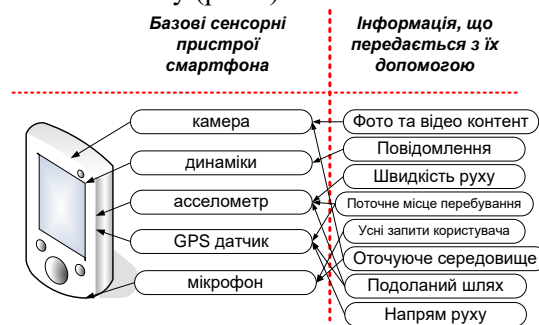 Базові сенсорні
пристрої
смартфона
Інформація, що
передається з їх
допомогою
камера
динаміки
асселометр
GPS датчик
мікрофон
Фото та відео контент
Повідомлення
Швидкість руху
Поточне місце перебування
Усні запити користувача
Оточуюче середовище
Подоланий шлях
Напрям руху